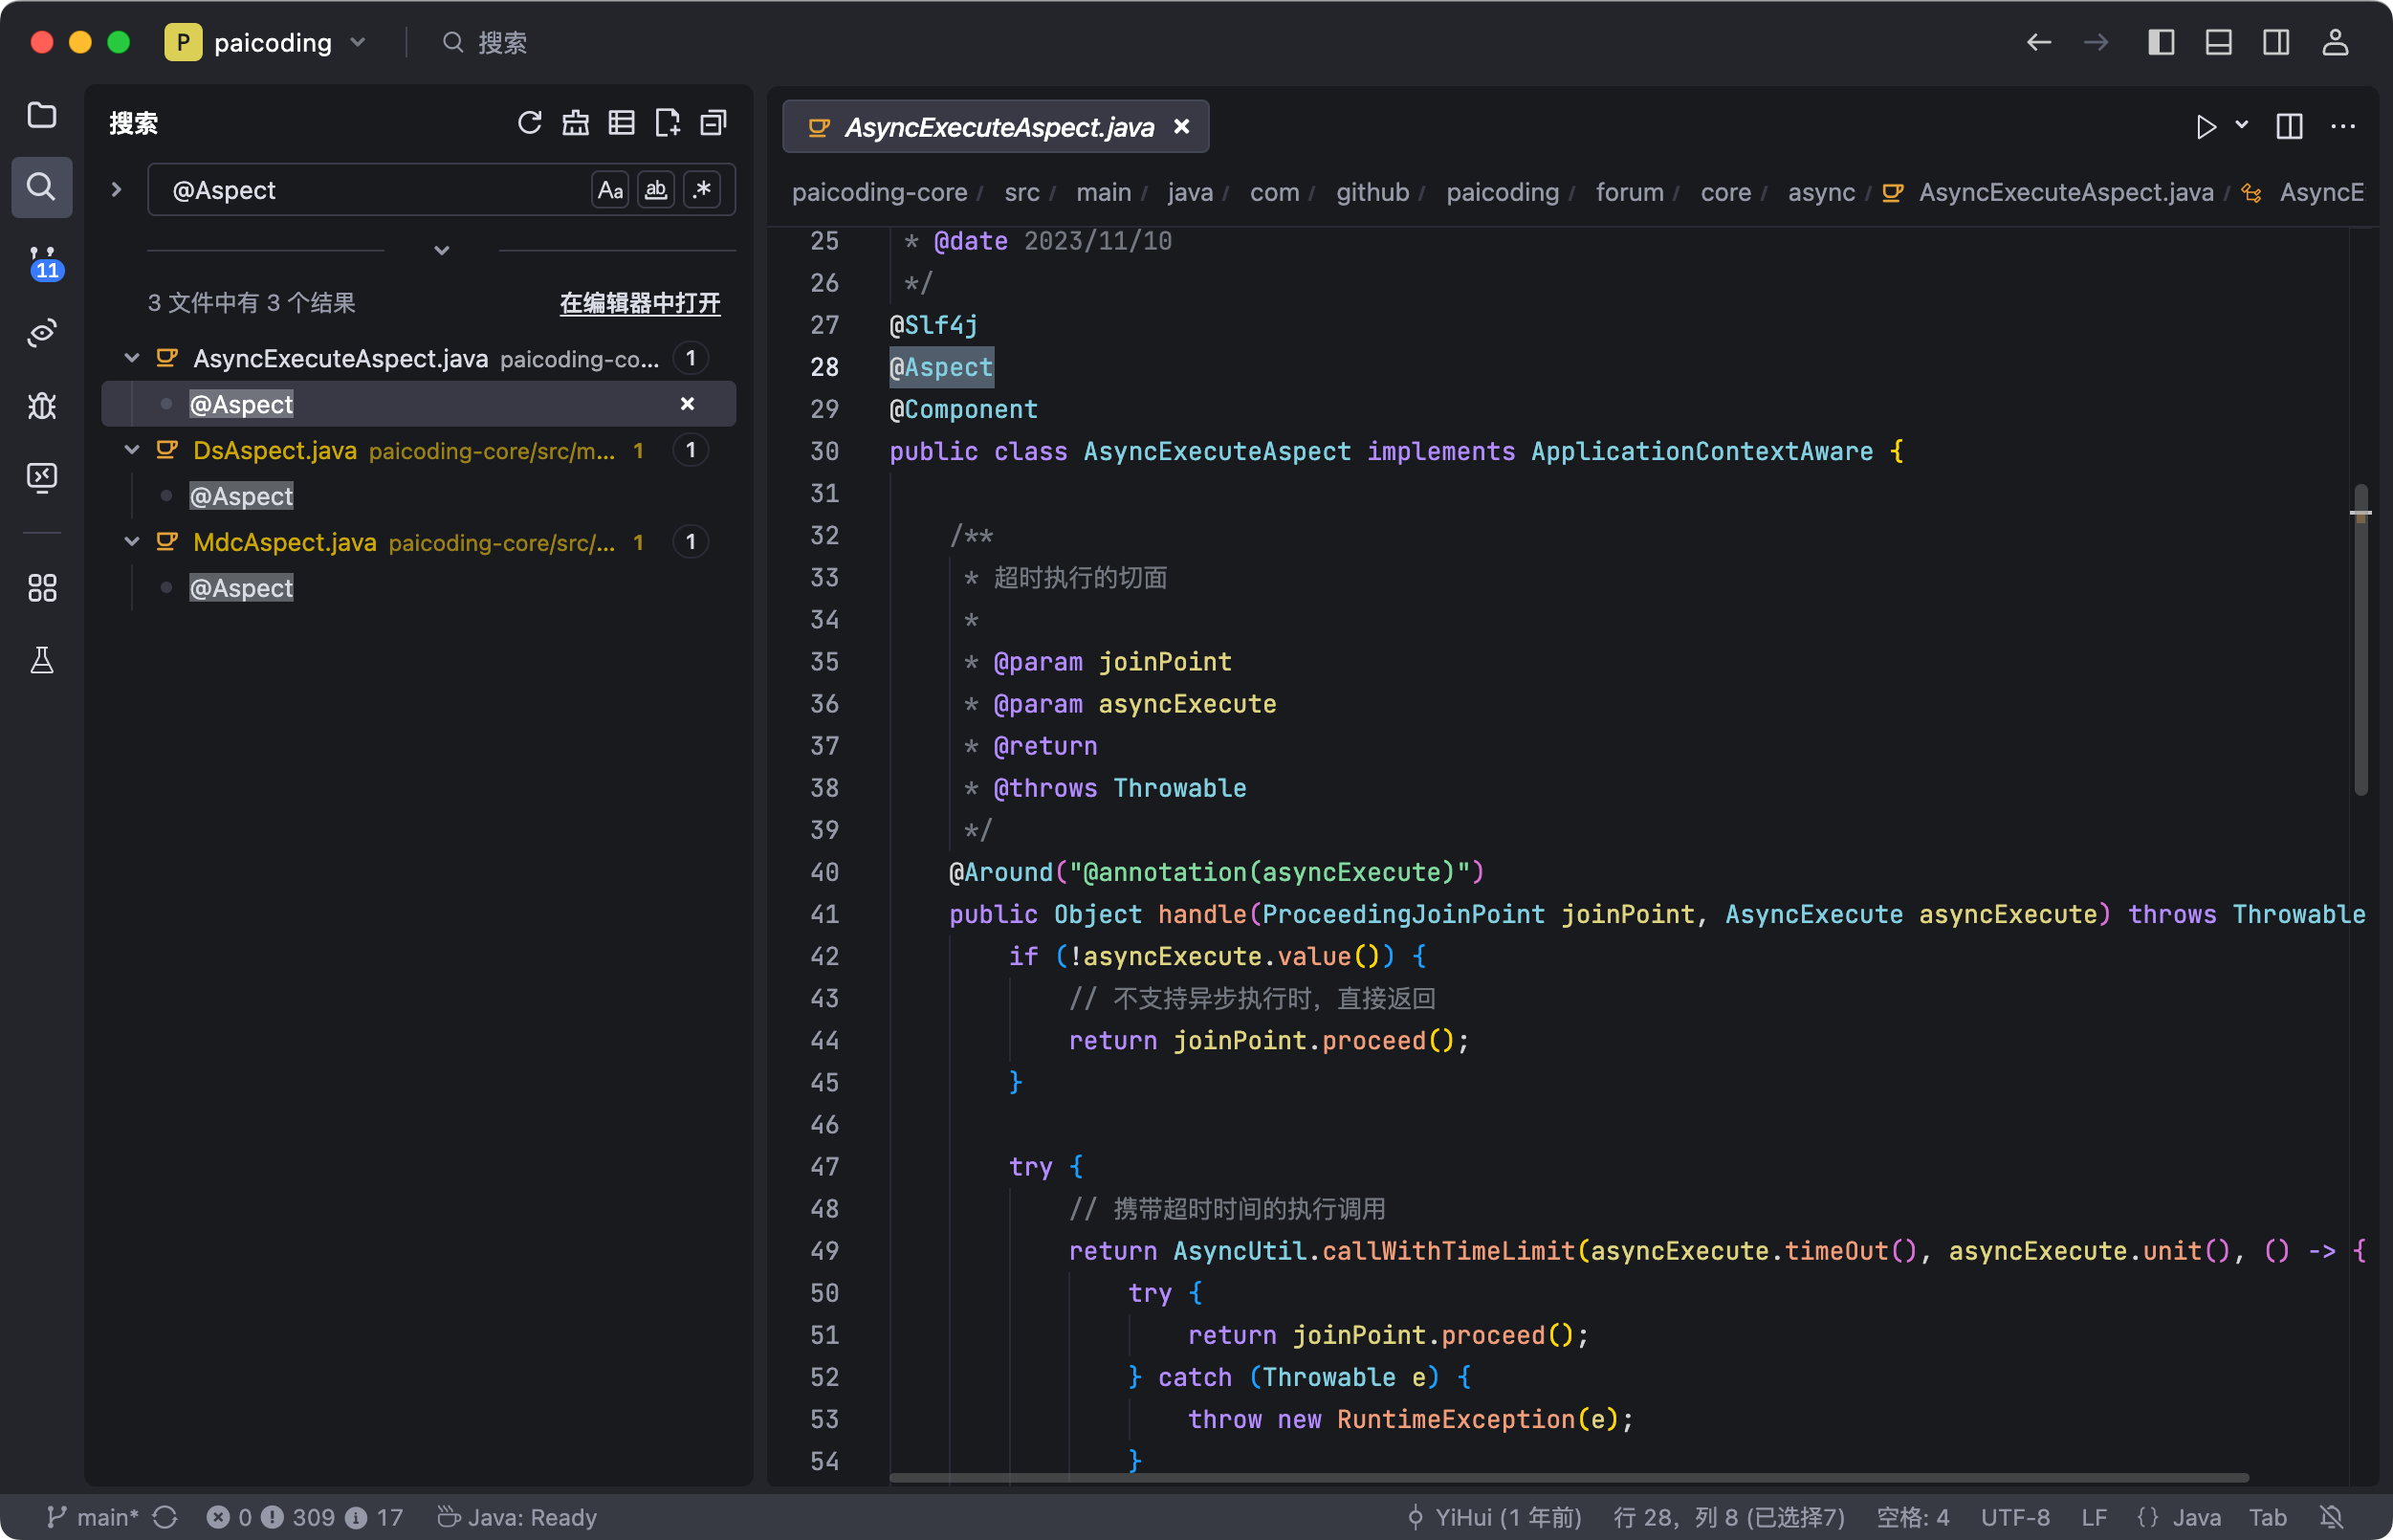 P paicoding
搜索
搜索
@Aspect
Aa ab .*
3 文件中有 3 个结果
在编辑器中打开
AsyncExecuteAspect.java paicoding-co... 1
@Aspect
DsAspect.java paicoding-core/src/m... 1 1
@Aspect
MdcAspect.java paicoding-core/src/... 1 1
@Aspect
11
AsyncExecuteAspect.java
paicoding-core / src / main / java / com / github / paicoding / forum / core / async / AsyncExecuteAspect.java / AsyncE
25 * @date 2023/11/10
26 */
27 @Slf4j
28 @Aspect
29 @Component
30 public class AsyncExecuteAspect implements ApplicationContextAware {
31
32 /**
33 * 超时执行的切面
34 *
35 * @param joinPoint
36 * @param asyncExecute
37 * @return
38 * @throws Throwable
39 */
40 @Around("@annotation(asyncExecute)")
41 public Object handle(ProceedingJoinPoint joinPoint, AsyncExecute asyncExecute) throws Throwable
42 if (!asyncExecute.value()) {
43 // 不支持异步执行时，直接返回
44 return joinPoint.proceed();
45 }
46
47 try {
48 // 携带超时时间的执行调用
49 return AsyncUtil.callWithTimeLimit(asyncExecute.timeOut(), asyncExecute.unit(), () -> {
50 try {
51 return joinPoint.proceed();
52 } catch (Throwable e) {
53 throw new RuntimeException(e);
54 }
main* 0 309 17 Java: Ready
YiHui (1 年前) 行 28，列 8 (已选择7) 空格: 4 UTF-8 LF {} Java Tab